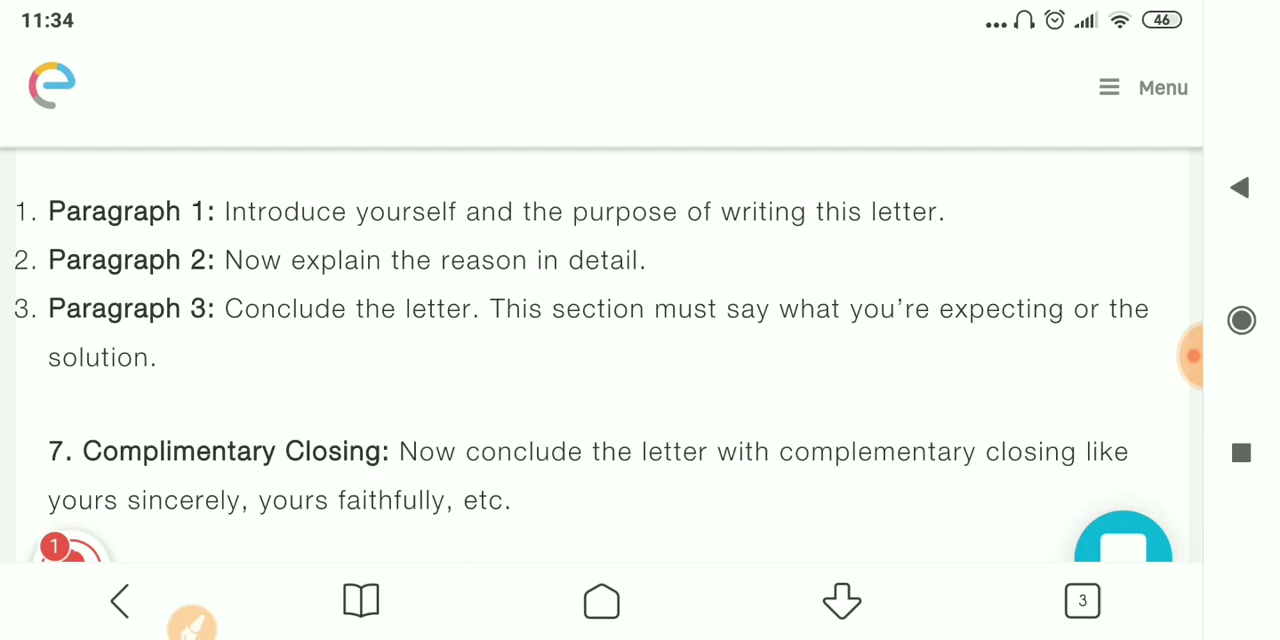 11:34
46
Menu
1. Paragraph 1: Introduce yourself and the purpose of writing this letter.
2. Paragraph 2: Now explain the reason in detail.
3. Paragraph 3: Conclude the letter. This section must say what you’re expecting or the
solution.
7. Complimentary Closing: Now conclude the letter with complementary closing like
yours sincerely, yours faithfully, etc.
1
3